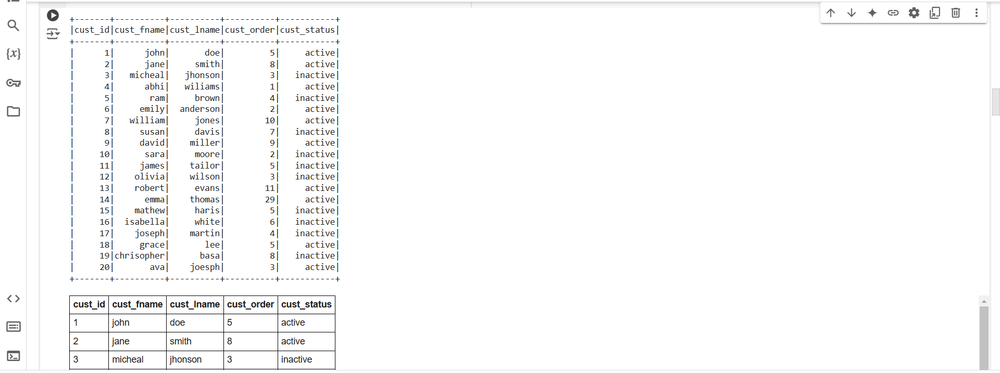 +-------+----------+----------+----------+-----------+
|cust_id|cust_fname|cust_lname|cust_order|cust_status|
+-------+----------+----------+----------+-----------+
|      1|      john|       doe|         5|     active|
|      2|      jane|     smith|         8|     active|
|      3|   micheal|   jhonson|         3|   inactive|
|      4|      abhi|   wiliams|         1|     active|
|      5|       ram|     brown|         4|   inactive|
|      6|     emily|  anderson|         2|     active|
|      7|   william|     jones|        10|     active|
|      8|     susan|     davis|         7|   inactive|
|      9|     david|    miller|         9|     active|
|     10|      sara|     moore|         2|   inactive|
|     11|     james|    tailor|         5|   inactive|
|     12|    olivia|    wilson|         3|   inactive|
|     13|    robert|     evans|        11|     active|
|     14|      emma|    thomas|        29|     active|
|     15|    mathew|     haris|         5|   inactive|
|     16|  isabella|     white|         6|   inactive|
|     17|    joseph|    martin|         4|   inactive|
|     18|     grace|       lee|         5|     active|
|     19|chrisopher|      basa|         8|   inactive|
|     20|       ava|    joesph|         3|     active|
+-------+----------+----------+----------+-----------+
cust_id cust_fname cust_lname cust_order cust_status
1 john doe 5 active
2 jane smith 8 active
3 micheal jhonson 3 inactive